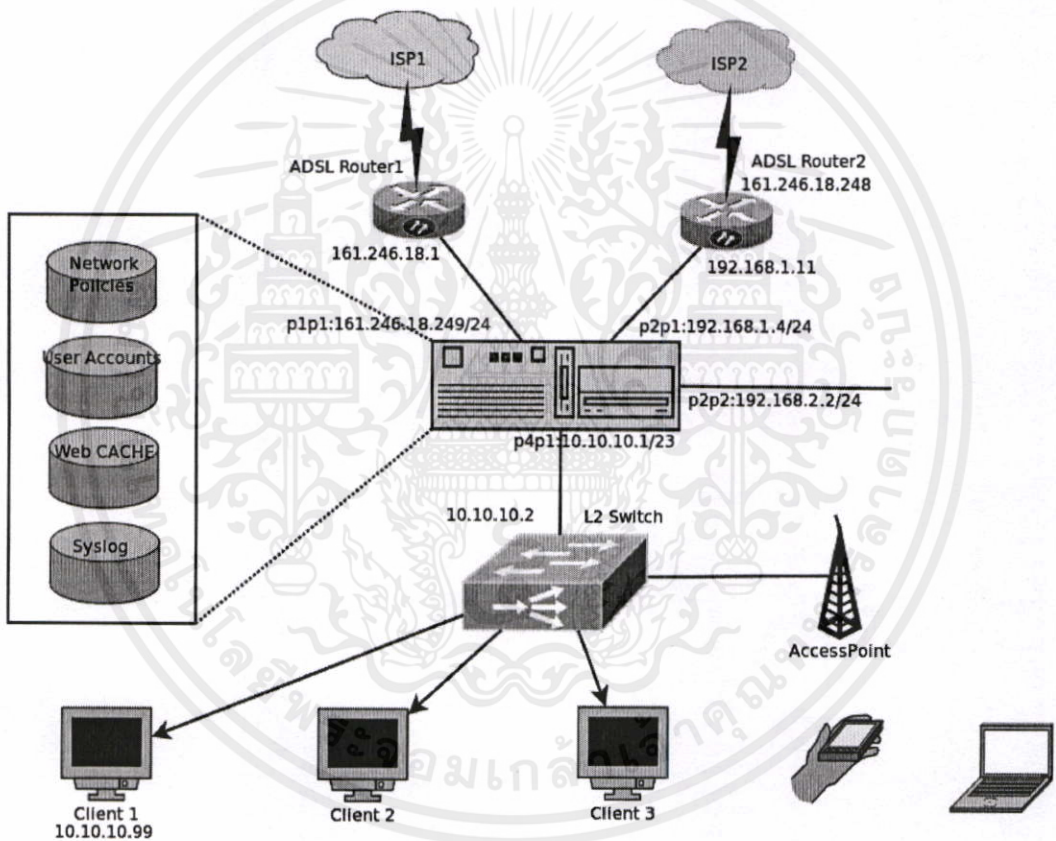 ISP1
ISP2
ADSL Router1
ADSL Router2
161.246.18.248
161.246.18.1
192.168.1.11
Network
Policies
User Accounts
Web CACHE
Syslog
p1p1:161.246.18.249/24
p2p1:192.168.1.4/24
p2p2:192.168.2.2/24
p4p1:10.10.10.1/23
10.10.10.2
L2 Switch
AccessPoint
Client 1
10.10.10.99
Client 2
Client 3